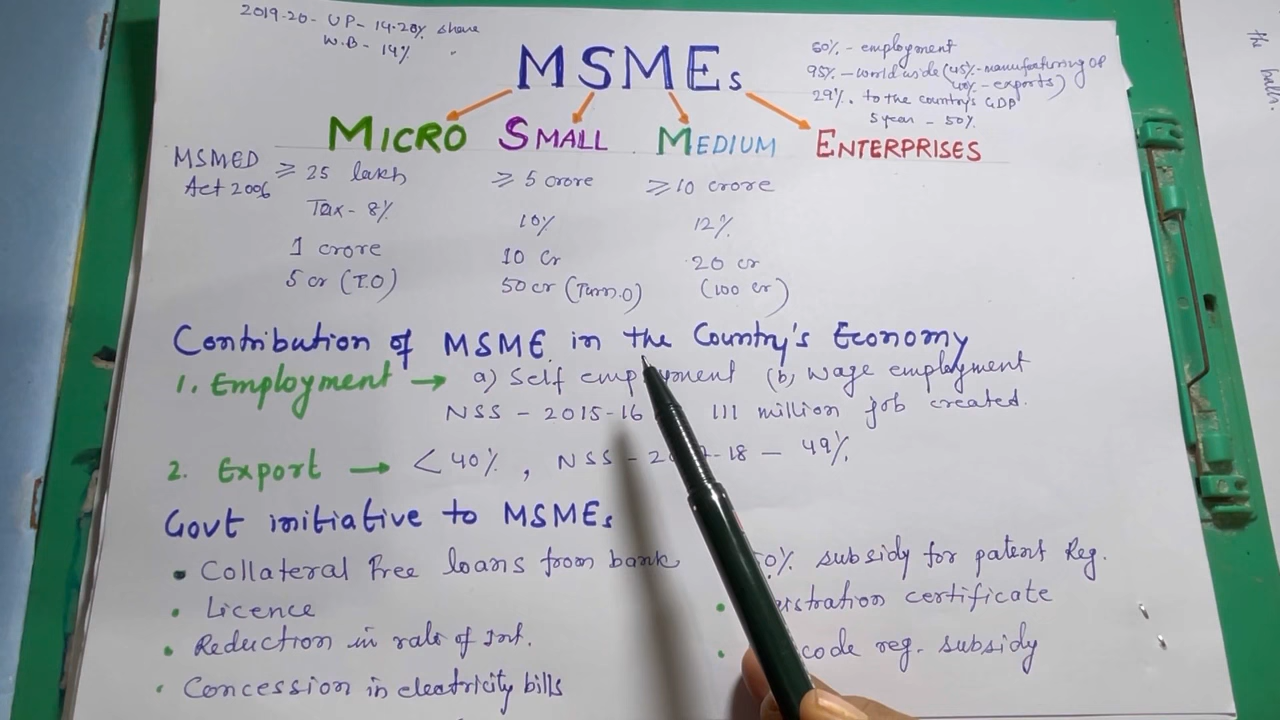 2019-20 - UP - 14.20% share
W.B - 14% "
MSMEs
60% - employment
95% - world wide (45% - manufacturing OP
40% - exports)
29%. to the country's GDP
5 year - 50%
MICRO SMALL MEDIUM ENTERPRISES
MSMED Act 2006
≥ 25 lakh ≥ 5 crore ≥ 10 crore
Tax - 8% 10% 12%
1 crore 10 Cr 20 cr
5 cr (T.O) 50 cr (Turn.O) (100 cr)
Contribution of MSME in the Country's Economy
1. Employment → a) Self employment (b) wage employment
NSS - 2015-16 111 million job created.
2. Export → < 40%, NSS - 2 -18 - 49%.
Govt initiative to MSMEs
• Collateral Free loans from bank
• Licence
• Reduction in rate of Int.
• Concession in electricity bills
0% subsidy for patent Reg.
• istration certificate
• code reg. subsidy
the